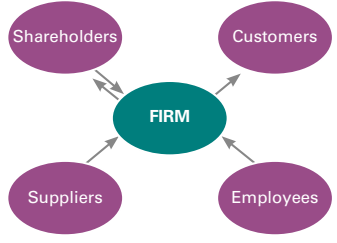 Shareholders
Customers
FIRM
Suppliers
Employees